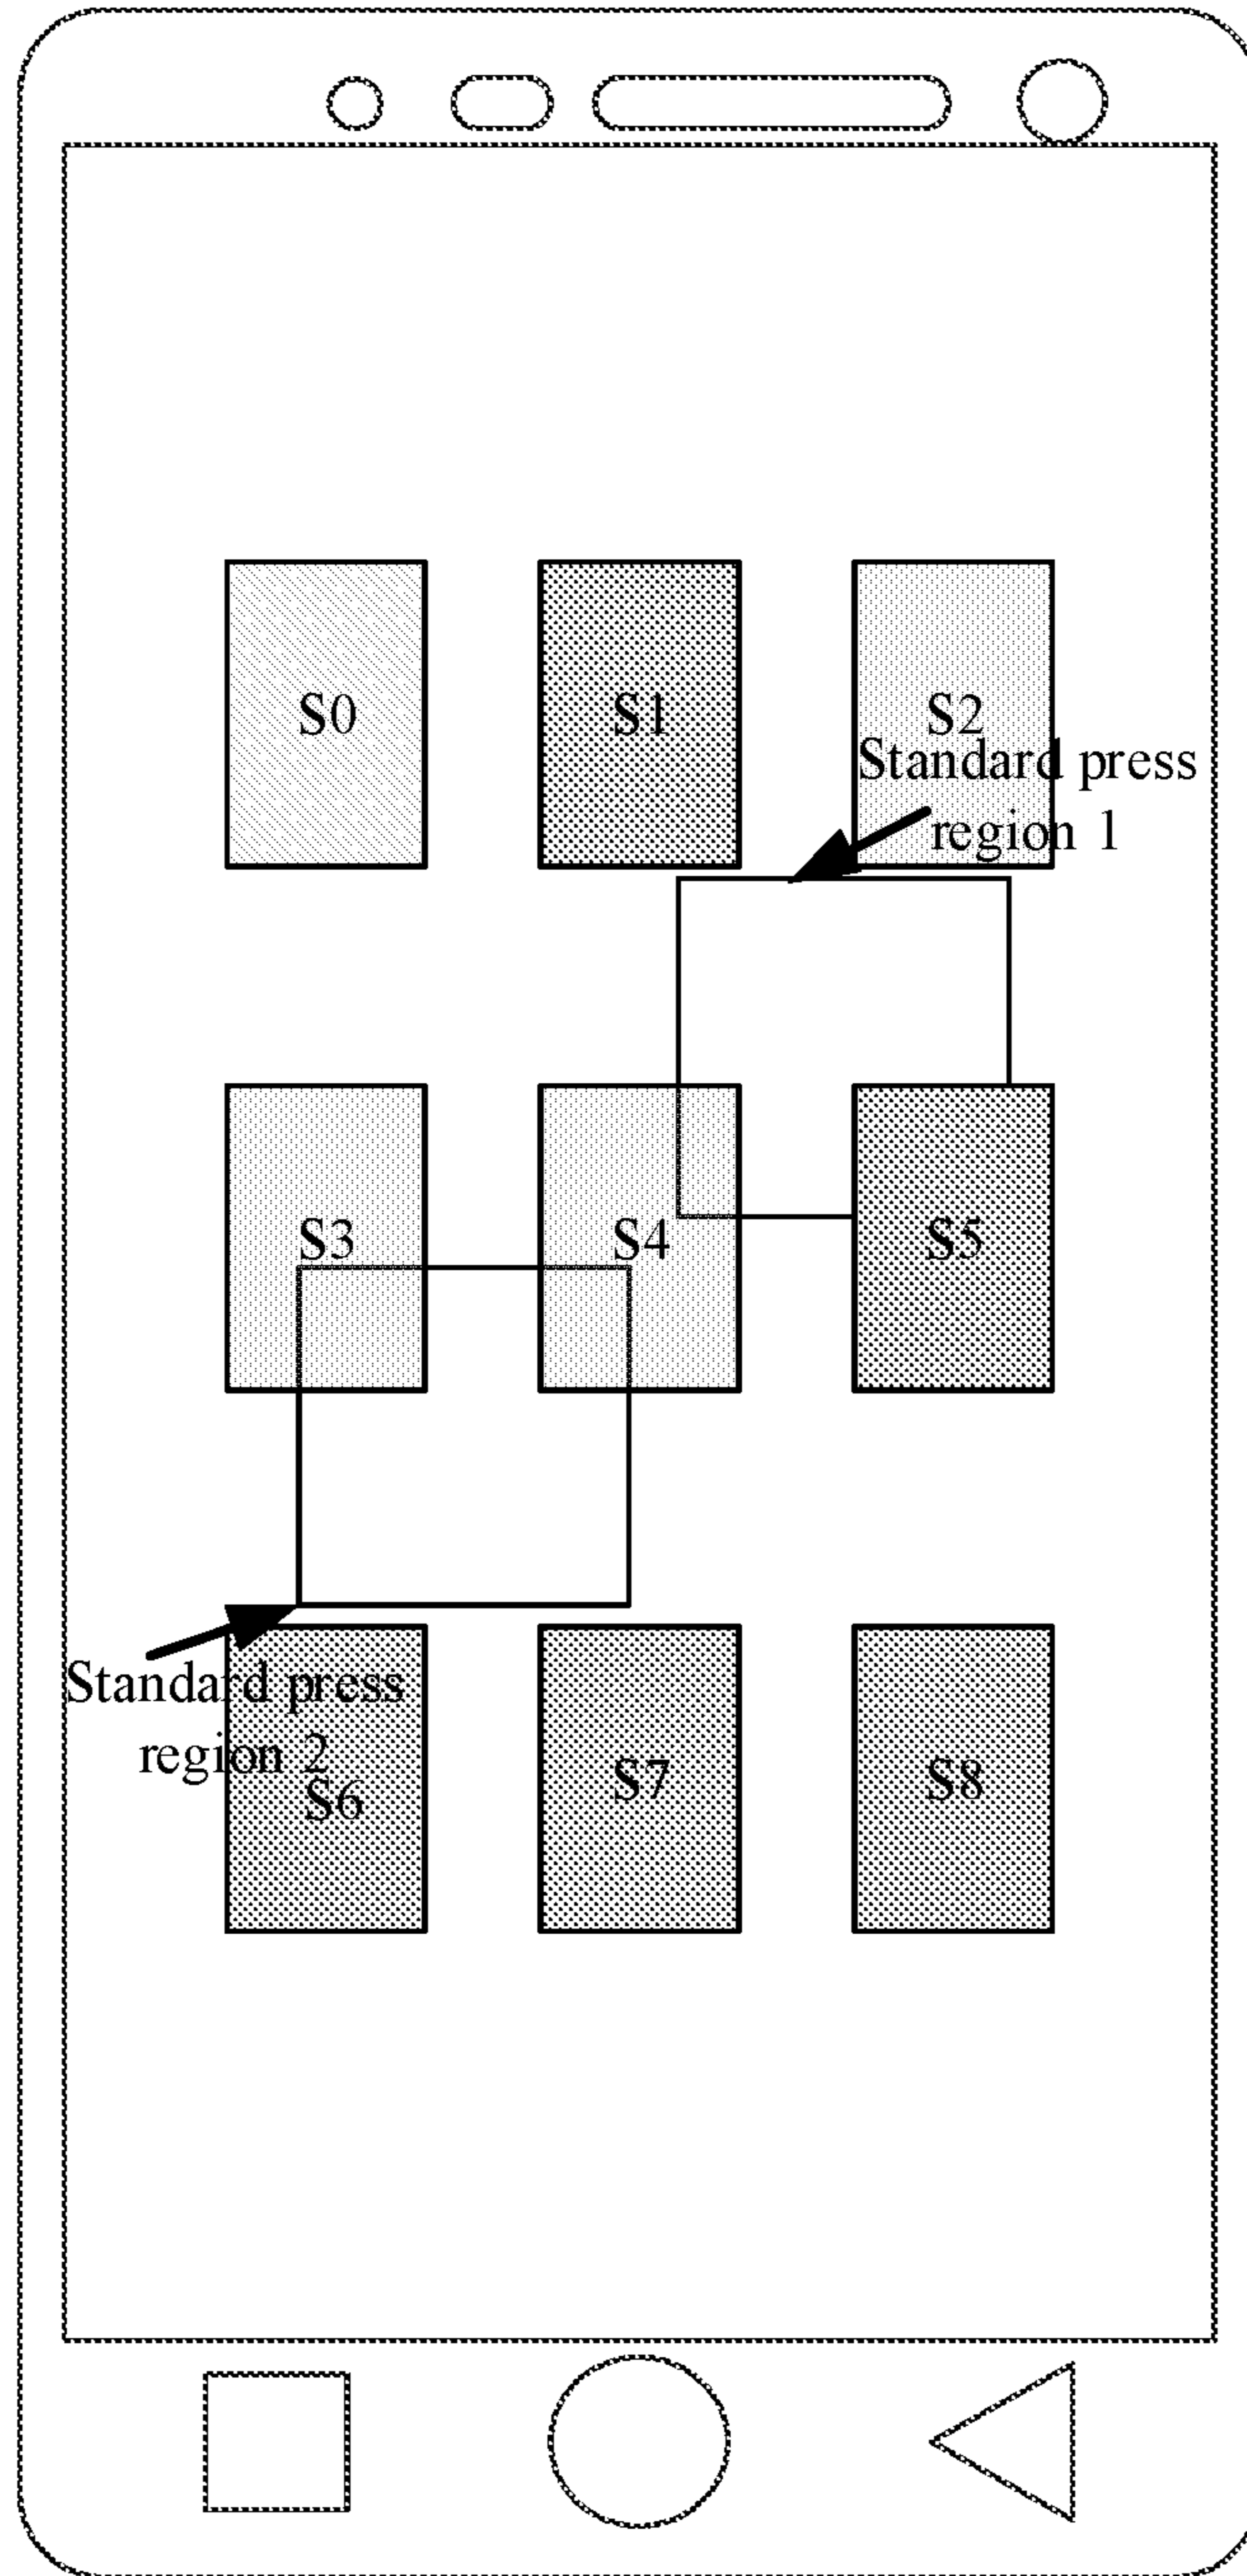 S0
S1
S2
Standard press
region 1
S3
S4
S5
Standard press
region 2
S6
S7
S8